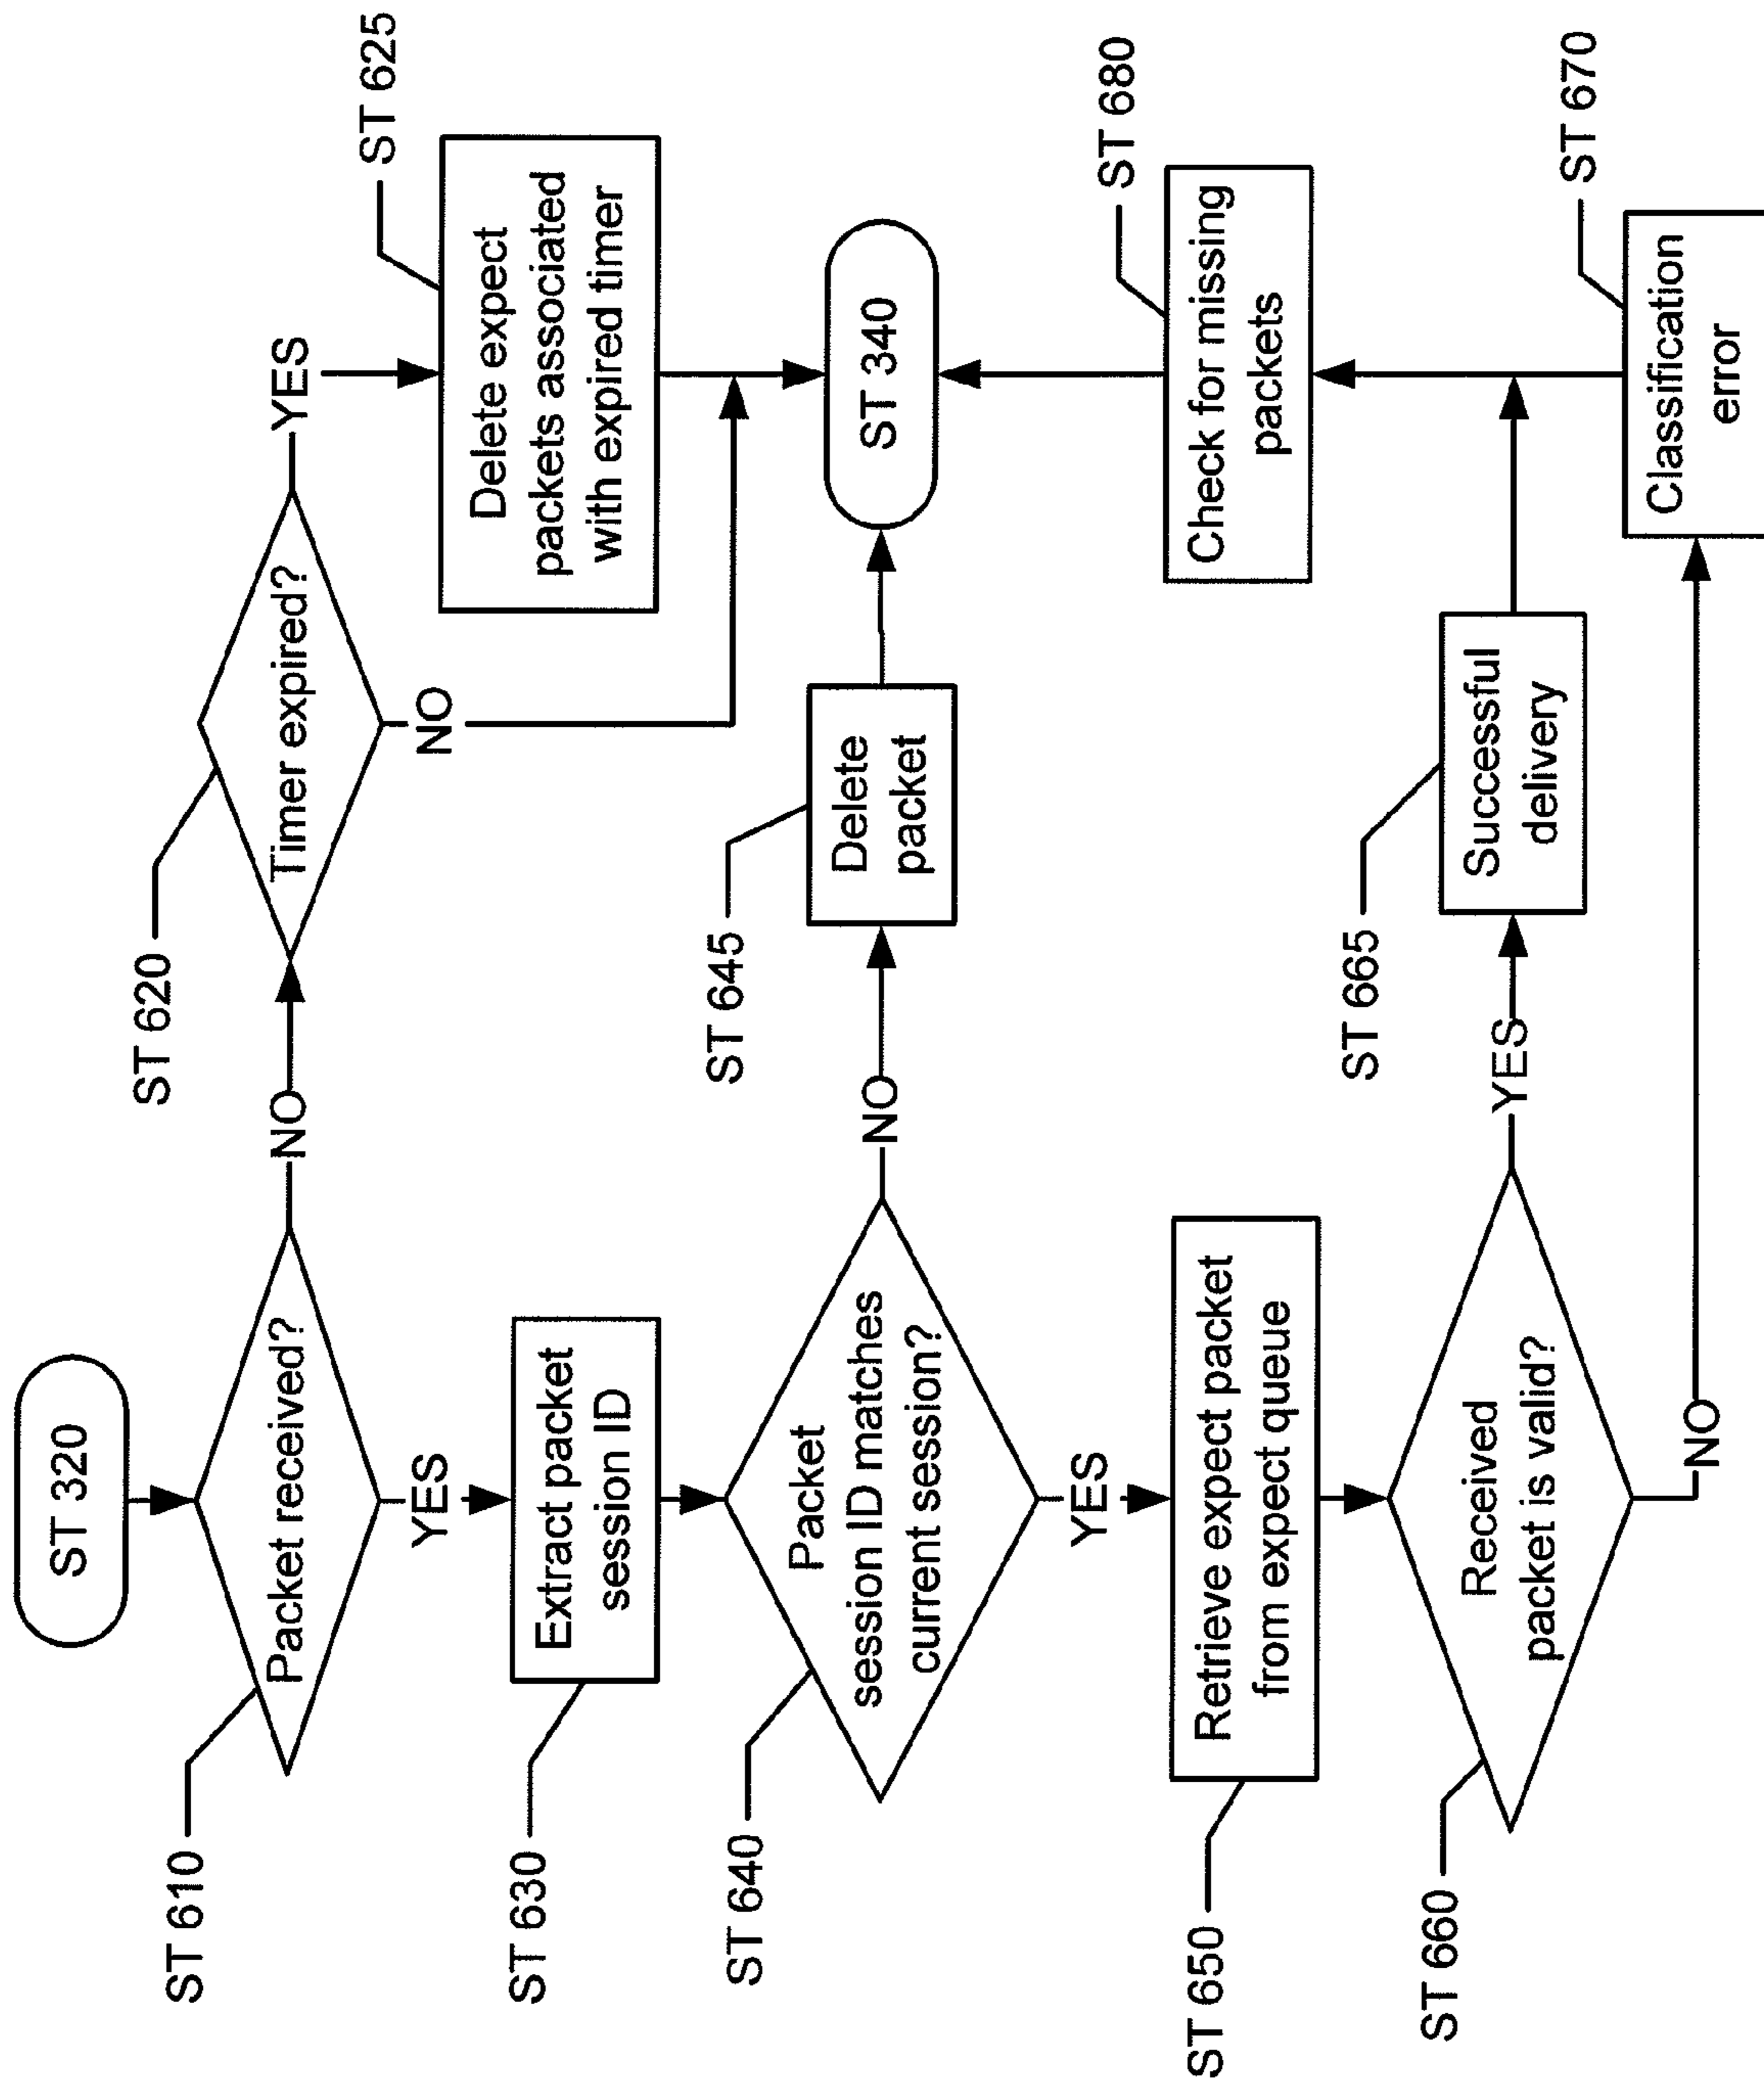 ST 320
ST 610
Packet received?
NO
ST 620
Timer expired?
YES
ST 625
Delete expect
packets associated
with expired timer
NO
YES
ST 630
Extract packet
session ID
ST 640
Packet
session ID matches
current session?
NO
ST 645
Delete
packet
ST 340
YES
ST 650
Retrieve expect packet
from expect queue
ST 660
Received
packet is valid?
YES
ST 665
Successful
delivery
NO
ST 670
Classification
error
ST 680
Check for missing
packets